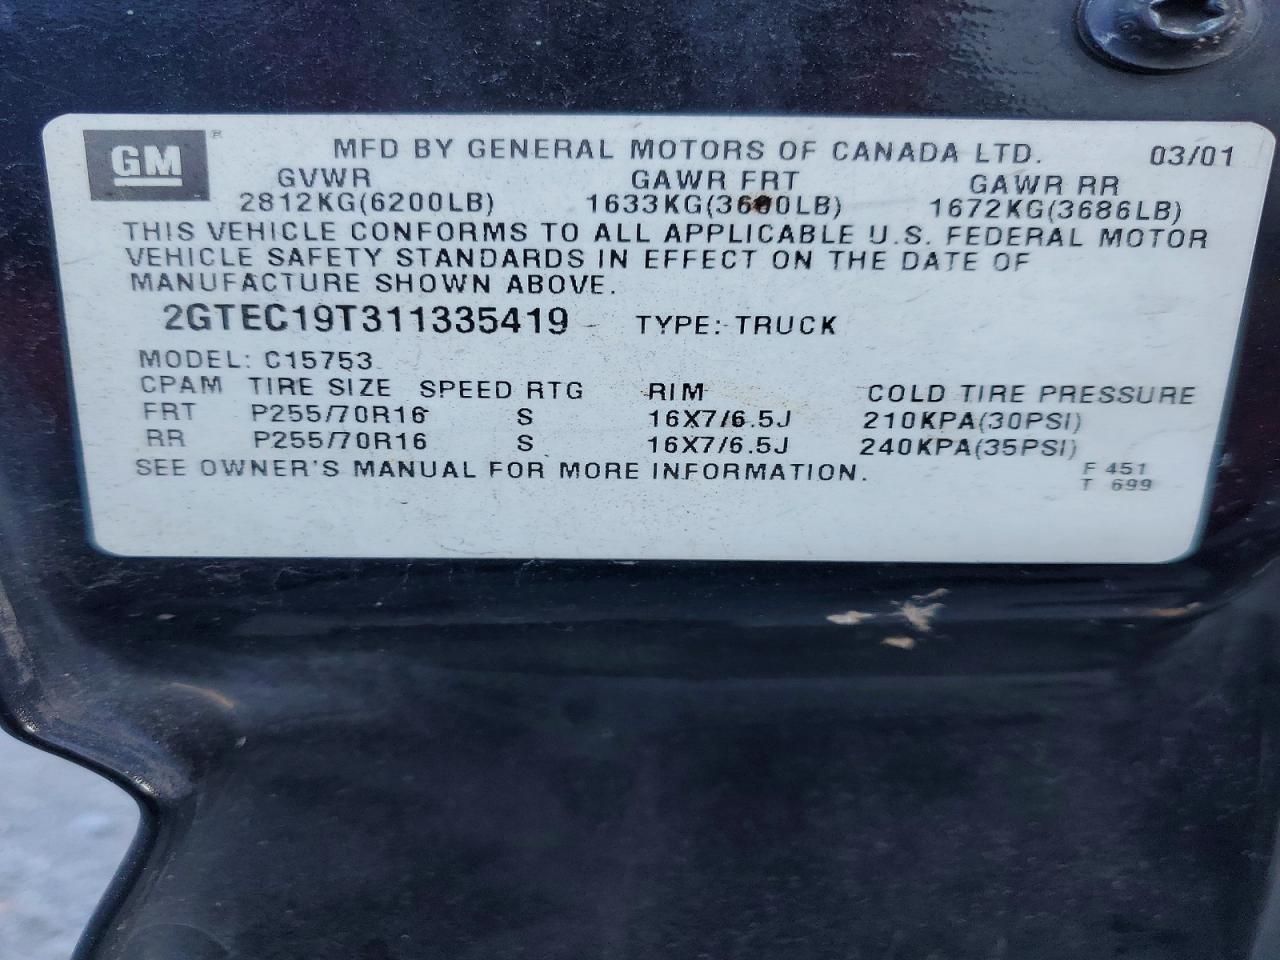 GM ®
MFD BY GENERAL MOTORS OF CANADA LTD. 03/01
GVWR GAWR FRT GAWR RR
2812KG(6200LB) 1633KG(3600LB) 1672KG(3686LB)
THIS VEHICLE CONFORMS TO ALL APPLICABLE U.S. FEDERAL MOTOR
VEHICLE SAFETY STANDARDS IN EFFECT ON THE DATE OF
MANUFACTURE SHOWN ABOVE.
2GTEC19T311335419 TYPE: TRUCK
MODEL: C15753
CPAM TIRE SIZE SPEED RTG RIM COLD TIRE PRESSURE
FRT P255/70R16 S 16X7/6.5J 210KPA(30PSI)
RR P255/70R16 S 16X7/6.5J 240KPA(35PSI)
SEE OWNER'S MANUAL FOR MORE INFORMATION.
F 451
T 699